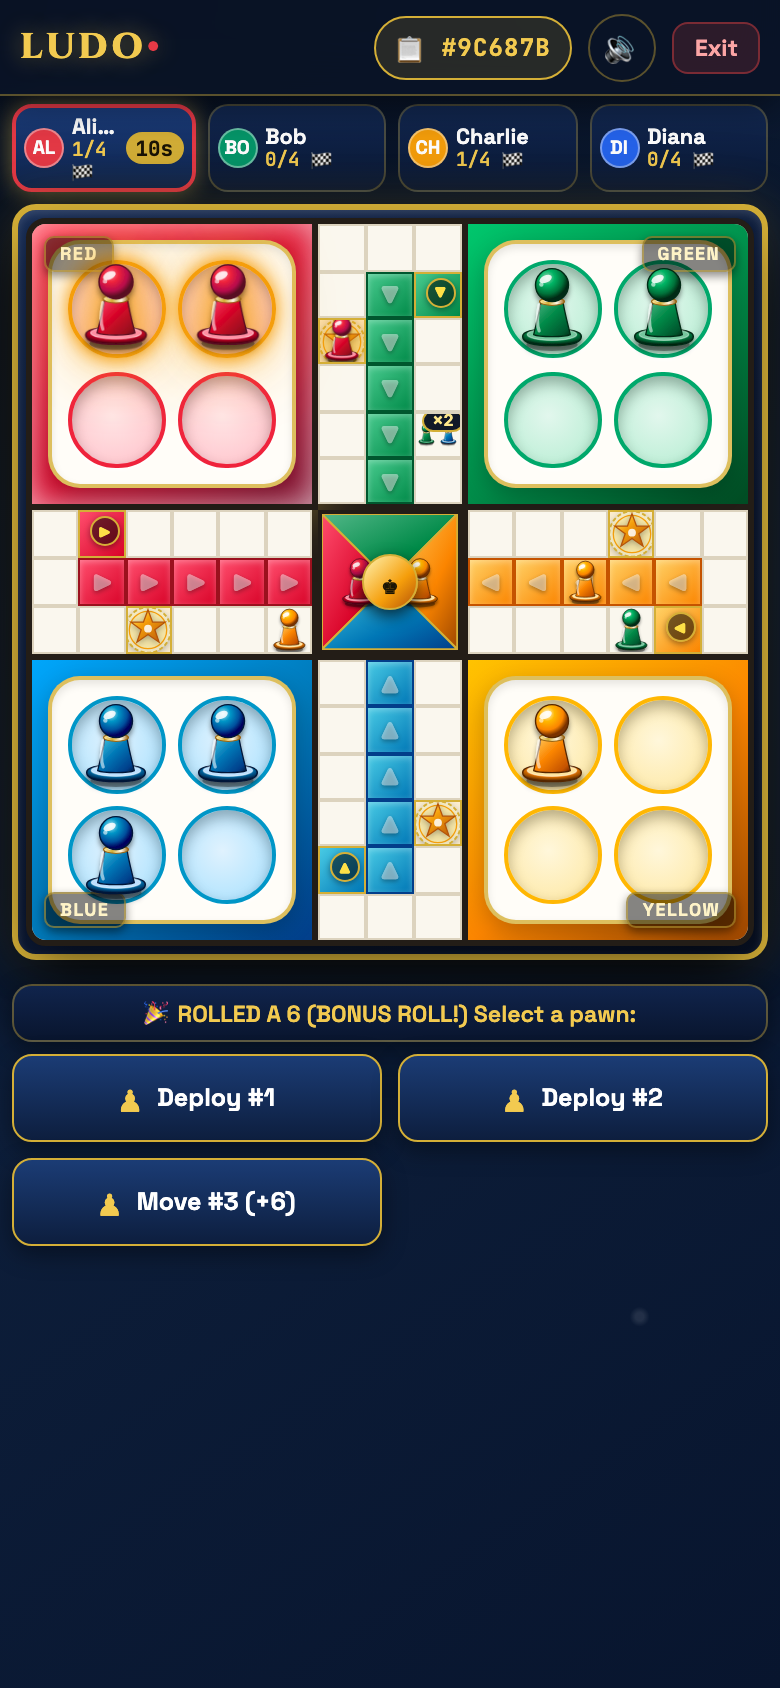 LUDO
📋 #9C687B
🔊
Exit
AL
Ali...
1/4 🏁
10s
BO
Bob
0/4 🏁
CH
Charlie
1/4 🏁
DI
Diana
0/4 🏁
RED
GREEN
×2
BLUE
YELLOW
🎉 ROLLED A 6 (BONUS ROLL!) Select a pawn:
♟ Deploy #1
♟ Deploy #2
♟ Move #3 (+6)